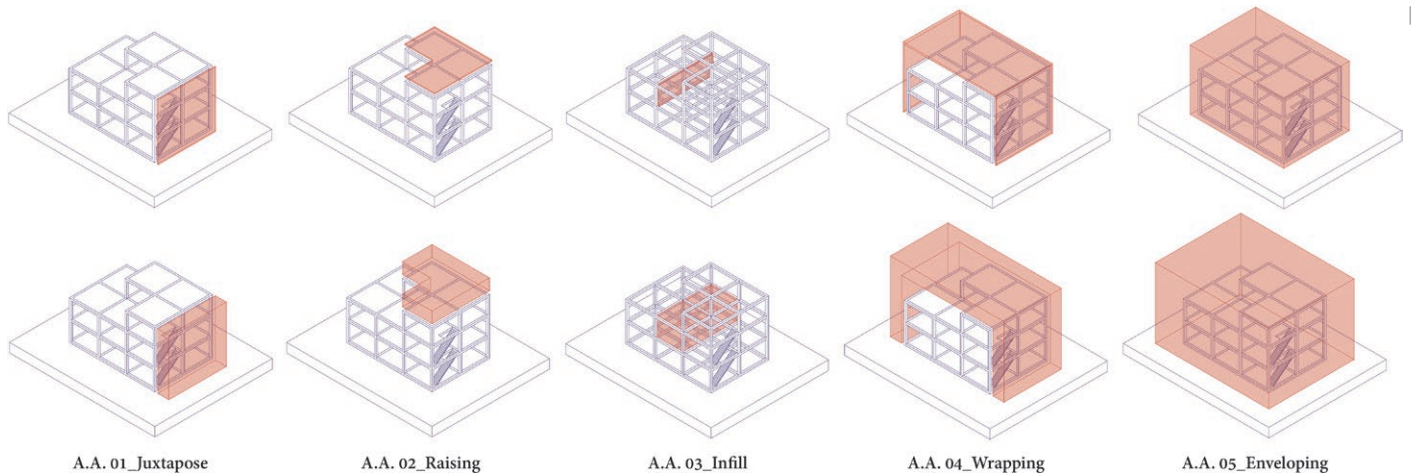 A.A. 01_Juxtapose
A.A. 02_Raising
A.A. 03_Infill
A.A. 04_Wrapping
A.A. 05_Enveloping